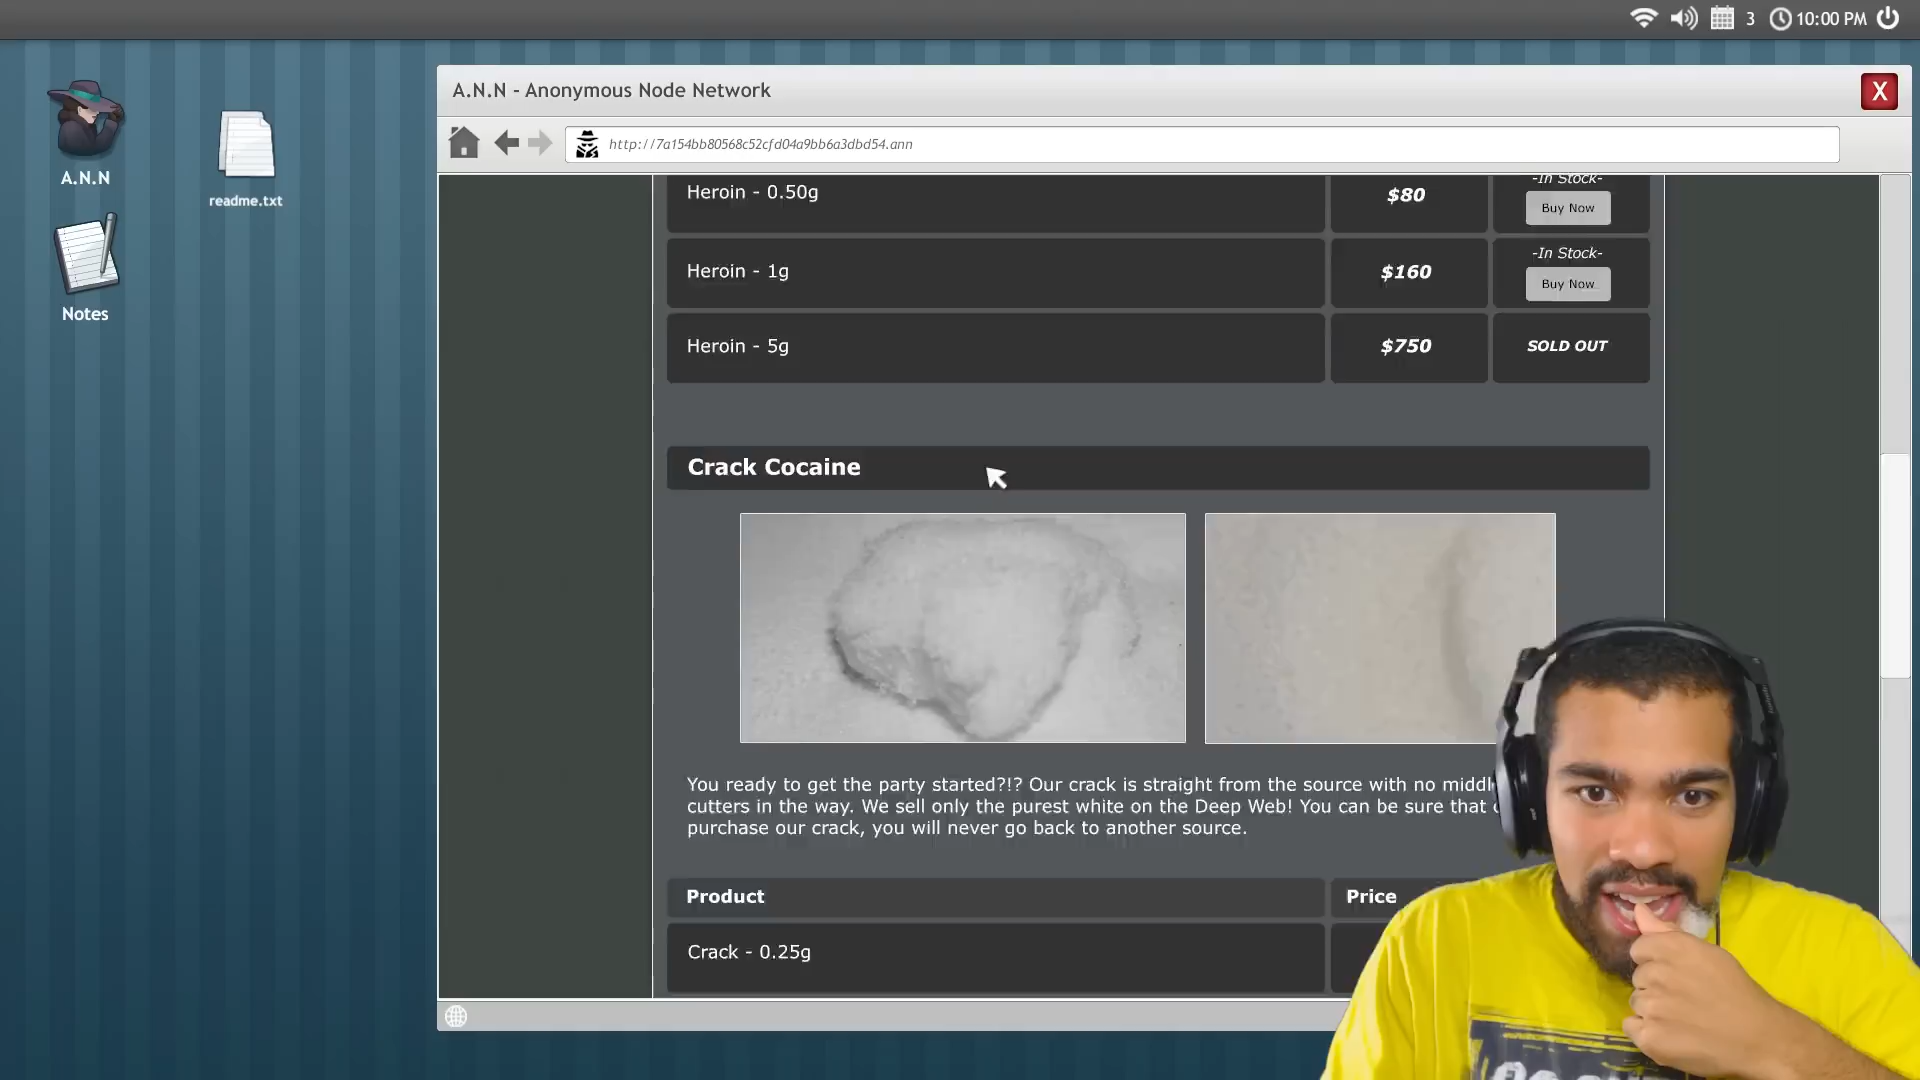 3
10:00 PM
A.N.N - Anonymous Node Network
X
http://7a154bb80568c52cfd04a9bb6a3dbd54.ann
A.N.N
readme.txt
Notes
Heroin - 0.50g
$80
-In Stock-
Buy Now
Heroin - 1g
$160
-In Stock-
Buy Now
Heroin - 5g
$750
SOLD OUT
Crack Cocaine
You ready to get the party started?!? Our crack is straight from the source with no
cutters in the way. We sell only the purest white on the Deep Web! You can be sure that
purchase our crack, you will never go back to another source.
Product
Price
Crack - 0.25g